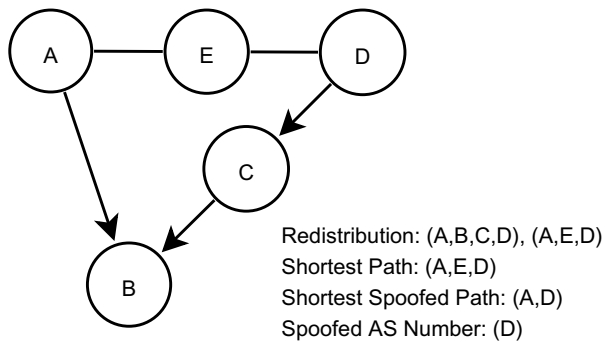 A
E
D
C
B
Redistribution: (A,B,C,D), (A,E,D)
Shortest Path: (A,E,D)
Shortest Spoofed Path: (A,D)
Spoofed AS Number: (D)